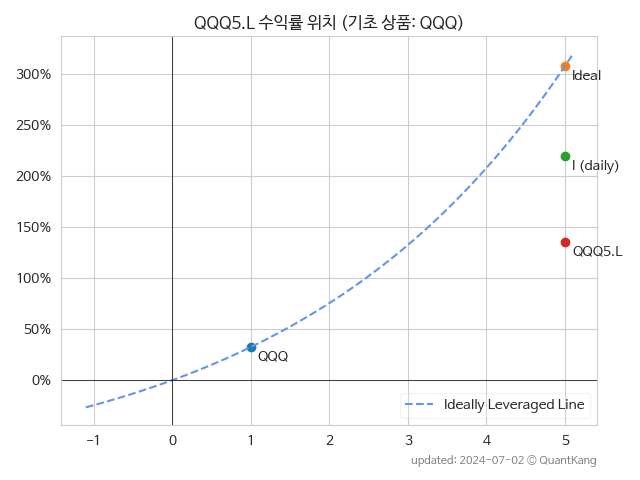 QQQ5.L 수익률 위치 (기초 상품: QQQ)
300%
250%
200%
150%
100%
50%
0%
Ideal
I (daily)
QQQ5.L
QQQ
Ideally Leveraged Line
−1 0 1 2 3 4 5
updated: 2024-07-02 © QuantKang